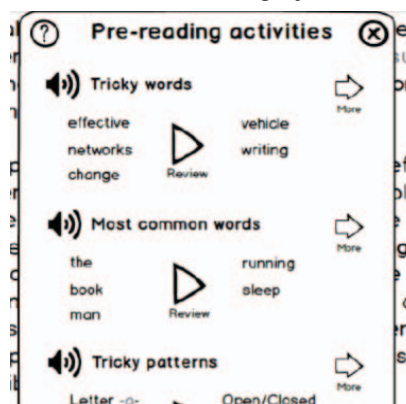 ? Pre-reading activities X
Tricky words
More
effective vehicle
networks writing
change Review
Most common words
More
the running
book sleep
man Review
Tricky patterns
More
Letter -o- Open/Closed